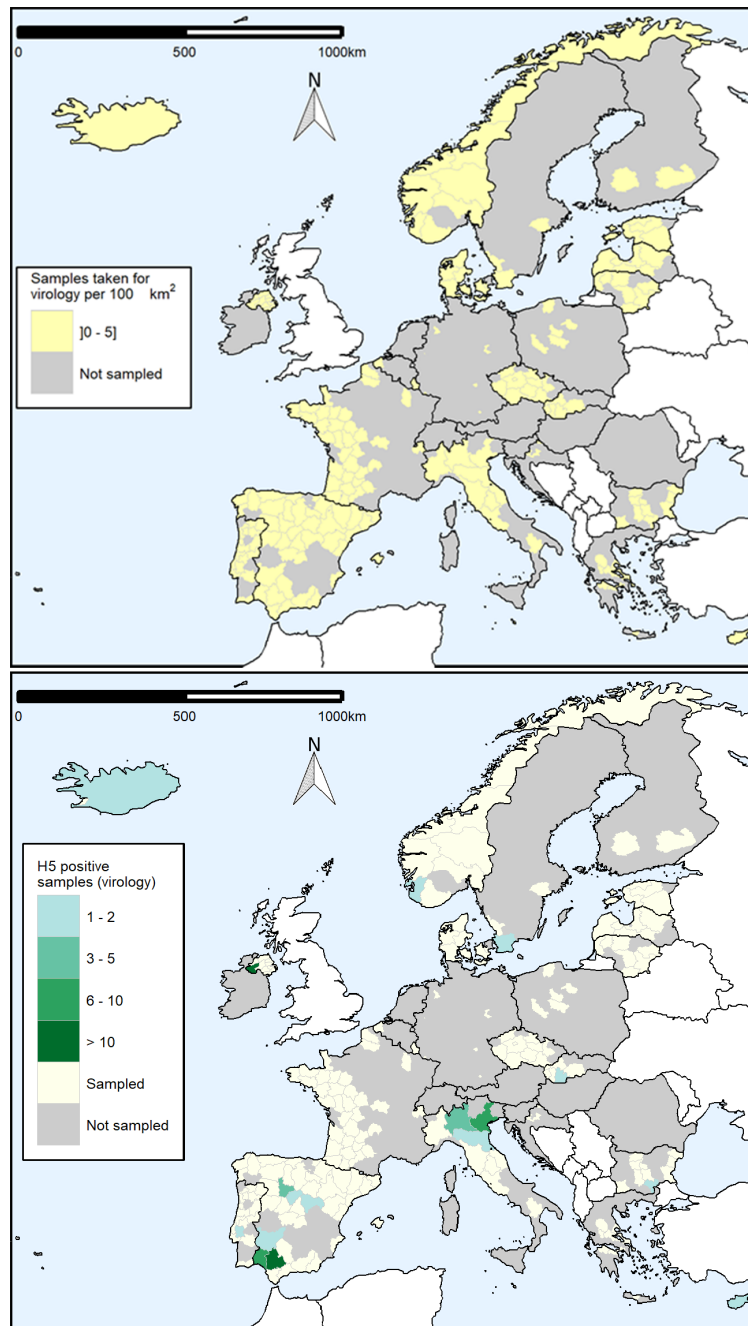 0 500 1000km
N
Samples taken for
virology per 100 km2
]0 - 5]
Not sampled
0 500 1000km
N
H5 positive
samples (virology)
1 - 2
3 - 5
6 - 10
> 10
Sampled
Not sampled